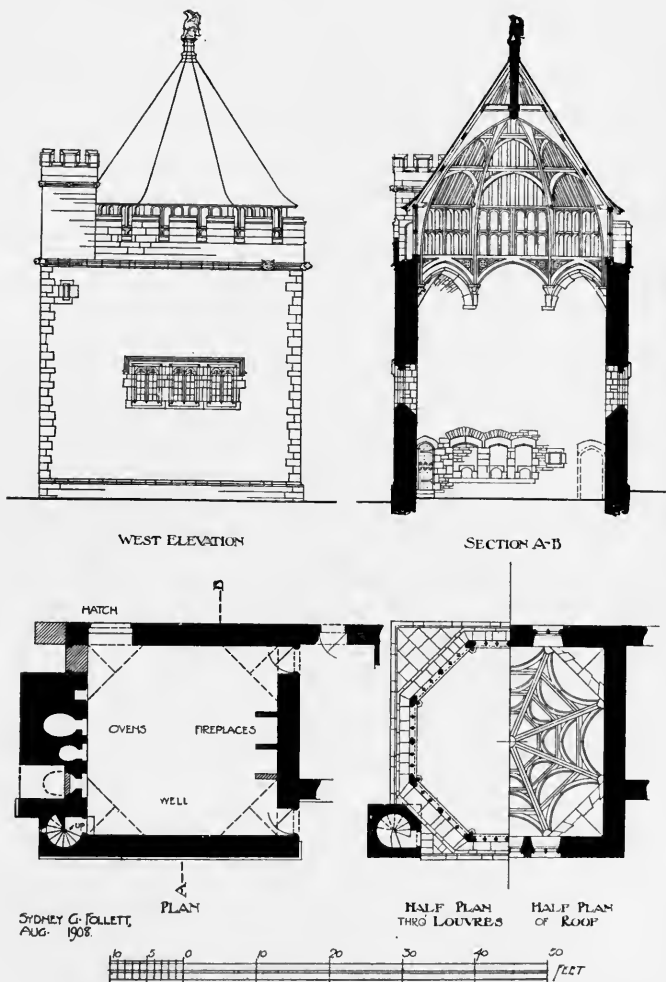 WEST ELEVATION
SECTION A-B
B
HATCH
OVENS
FIREPLACES
WELL
UP
A
PLAN
SYDNEY G. FOLLETT,
AUG. 1908.
HALF PLAN
THRO' LOUVRES
HALF PLAN
OF ROOF
10 5 0 10 20 30 40 50
FEET